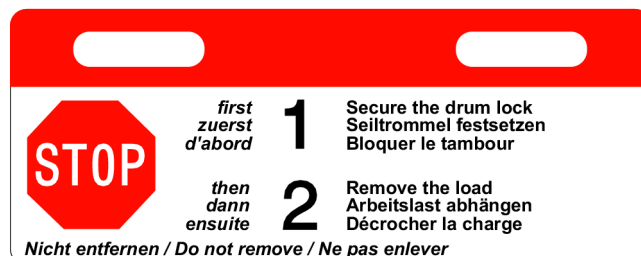 STOP
first 1 Secure the drum lock
zuerst Seiltrommel festsetzen
d'abord Bloquer le tambour
then 2 Remove the load
dann Arbeitslast abhängen
ensuite Décrocher la charge
Nicht entfernen / Do not remove / Ne pas enlever